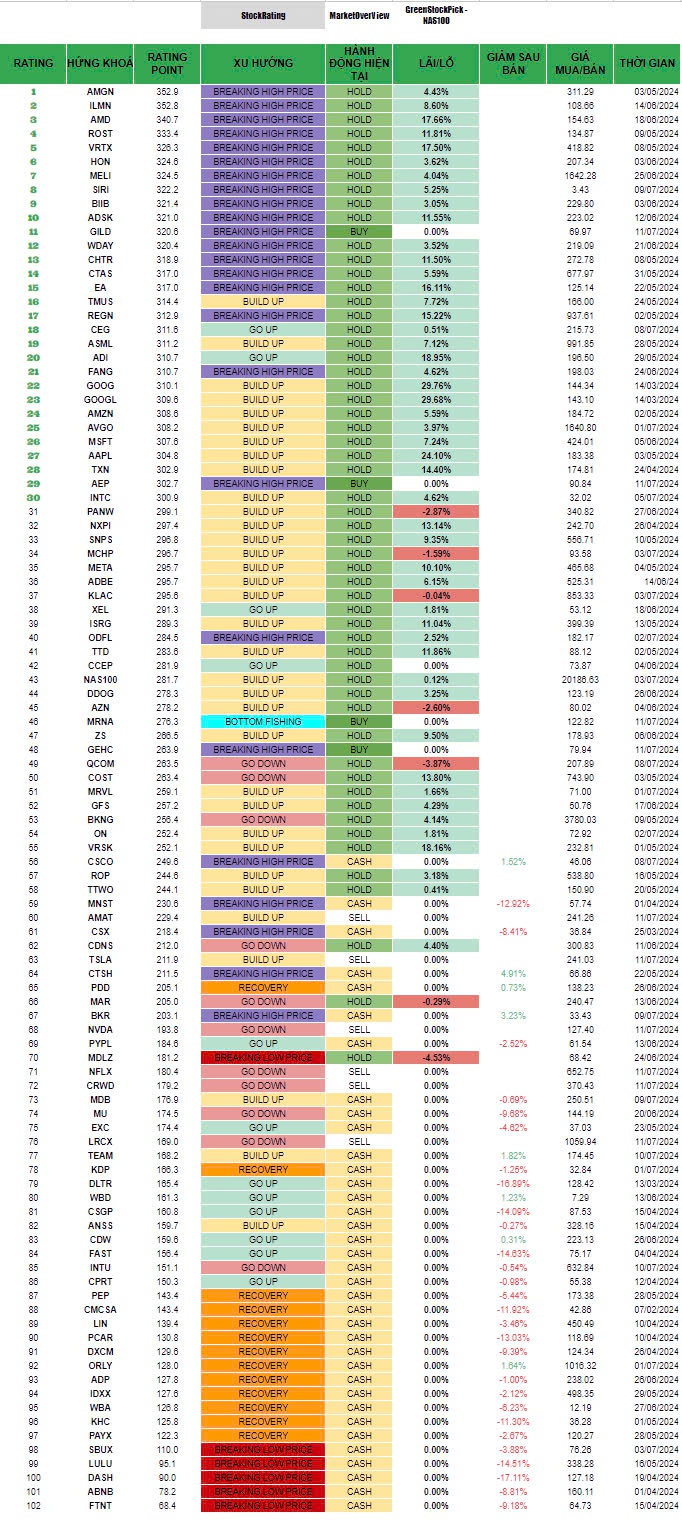 StockRating MarketOverView GreenStockPick - NAS100
RATING HỨNG KHOÁ RATING POINT XU HƯỚNG HÀNH ĐỘNG HIỆN TẠI LÃI/LỖ GIẢM SAU BÁN GIÁ MUA/BÁN THỜI GIAN
1 AMGN 352.9 BREAKING HIGH PRICE HOLD 4.43% 311.29 03/05/2024
2 ILMN 352.8 BREAKING HIGH PRICE HOLD 8.60% 108.66 14/06/2024
3 AMD 340.7 BREAKING HIGH PRICE HOLD 17.66% 154.63 18/06/2024
4 ROST 333.4 BREAKING HIGH PRICE HOLD 11.81% 134.87 09/05/2024
5 VRTX 326.3 BREAKING HIGH PRICE HOLD 17.50% 418.82 08/05/2024
6 HON 324.6 BREAKING HIGH PRICE HOLD 3.62% 207.34 03/06/2024
7 MELI 324.5 BREAKING HIGH PRICE HOLD 4.04% 1642.28 25/06/2024
8 SIRI 322.2 BREAKING HIGH PRICE HOLD 5.25% 3.43 09/07/2024
9 BIIB 321.4 BREAKING HIGH PRICE HOLD 3.05% 229.80 03/06/2024
10 ADSK 321.0 BREAKING HIGH PRICE HOLD 11.55% 223.02 12/06/2024
11 GILD 320.6 BREAKING HIGH PRICE BUY 0.00% 69.97 11/07/2024
12 WDAY 320.4 BREAKING HIGH PRICE HOLD 3.52% 219.09 21/06/2024
13 CHTR 318.9 BREAKING HIGH PRICE HOLD 11.50% 272.78 08/05/2024
14 CTAS 317.0 BREAKING HIGH PRICE HOLD 5.59% 677.97 31/05/2024
15 EA 317.0 BREAKING HIGH PRICE HOLD 16.11% 125.14 22/05/2024
16 TMUS 314.4 BUILD UP HOLD 7.72% 166.00 24/05/2024
17 REGN 312.9 BREAKING HIGH PRICE HOLD 15.22% 937.61 02/05/2024
18 CEG 311.6 GO UP HOLD 0.51% 215.73 08/07/2024
19 ASML 311.2 BUILD UP HOLD 7.12% 991.85 28/05/2024
20 ADI 310.7 GO UP HOLD 18.95% 196.50 29/05/2024
21 FANG 310.7 BREAKING HIGH PRICE HOLD 4.62% 198.03 24/06/2024
22 GOOG 310.1 BUILD UP HOLD 29.76% 144.34 14/03/2024
23 GOOGL 309.6 BUILD UP HOLD 29.68% 143.10 14/03/2024
24 AMZN 308.6 BUILD UP HOLD 5.59% 184.72 02/05/2024
25 AVGO 308.2 BUILD UP HOLD 3.97% 1640.80 01/07/2024
26 MSFT 307.6 BUILD UP HOLD 7.24% 424.01 05/06/2024
27 AAPL 304.8 BUILD UP HOLD 24.10% 183.38 03/05/2024
28 TXN 302.9 BUILD UP HOLD 14.40% 174.81 24/04/2024
29 AEP 302.7 BREAKING HIGH PRICE BUY 0.00% 90.84 11/07/2024
30 INTC 300.9 BUILD UP HOLD 4.62% 32.02 05/07/2024
31 PANW 299.1 BUILD UP HOLD -2.87% 340.82 27/06/2024
32 NXPI 297.4 BUILD UP HOLD 13.14% 242.70 26/04/2024
33 SNPS 296.8 BUILD UP HOLD 9.35% 556.71 10/05/2024
34 MCHP 296.7 BUILD UP HOLD -1.59% 93.58 03/07/2024
35 META 295.7 BUILD UP HOLD 10.10% 465.68 04/05/2024
36 ADBE 295.7 BUILD UP HOLD 6.15% 525.31 14/06/24
37 KLAC 295.6 BUILD UP HOLD -0.04% 853.33 03/07/2024
38 XEL 291.3 GO UP HOLD 1.81% 53.12 18/06/2024
39 ISRG 289.3 BUILD UP HOLD 11.04% 399.39 13/05/2024
40 ODFL 284.5 BREAKING HIGH PRICE HOLD 2.52% 182.17 02/07/2024
41 TTD 283.6 BUILD UP HOLD 11.86% 88.12 02/05/2024
42 CCEP 281.9 GO UP HOLD 0.00% 73.87 04/06/2024
43 NAS100 281.7 BUILD UP HOLD 0.12% 20186.63 03/07/2024
44 DDOG 278.3 BUILD UP HOLD 3.25% 123.19 26/06/2024
45 AZN 278.2 BUILD UP HOLD -2.60% 80.02 04/06/2024
46 MRNA 276.3 BOTTOM FISHING BUY 0.00% 122.82 11/07/2024
47 ZS 266.5 BUILD UP HOLD 9.50% 178.93 06/06/2024
48 GEHC 263.9 BREAKING HIGH PRICE BUY 0.00% 79.94 11/07/2024
49 QCOM 263.5 GO DOWN HOLD -3.87% 207.89 08/07/2024
50 COST 263.4 GO DOWN HOLD 13.80% 743.90 03/05/2024
51 MRVL 259.1 BUILD UP HOLD 1.66% 71.00 01/07/2024
52 GFS 257.2 BUILD UP HOLD 4.29% 50.76 17/06/2024
53 BKNG 256.4 GO DOWN HOLD 4.14% 3780.03 09/05/2024
54 ON 252.4 BUILD UP HOLD 1.81% 72.92 02/07/2024
55 VRSK 252.1 BUILD UP HOLD 18.16% 232.81 01/05/2024
56 CSCO 249.6 BREAKING HIGH PRICE CASH 0.00% 1.52% 46.06 08/07/2024
57 ROP 244.6 BUILD UP HOLD 3.18% 538.80 16/05/2024
58 TTWO 244.1 BUILD UP HOLD 0.41% 150.90 20/05/2024
59 MNST 230.6 BREAKING HIGH PRICE CASH 0.00% -12.92% 57.74 01/04/2024
60 AMAT 229.4 BUILD UP SELL 0.00% 241.26 11/07/2024
61 CSX 218.4 BREAKING HIGH PRICE CASH 0.00% -8.41% 36.84 25/03/2024
62 CDNS 212.0 GO DOWN HOLD 4.40% 300.83 11/06/2024
63 TSLA 211.9 BUILD UP SELL 0.00% 241.03 11/07/2024
64 CTSH 211.5 BREAKING HIGH PRICE CASH 0.00% 4.91% 66.86 22/05/2024
65 PDD 205.1 RECOVERY CASH 0.00% 0.73% 138.23 26/06/2024
66 MAR 205.0 GO DOWN HOLD -0.29% 240.47 13/06/2024
67 BKR 203.1 BREAKING HIGH PRICE CASH 0.00% 3.23% 33.43 09/07/2024
68 NVDA 193.8 GO DOWN SELL 0.00% 127.40 11/07/2024
69 PYPL 184.6 GO UP CASH 0.00% -2.52% 61.54 13/06/2024
70 MDLZ 181.2 BREAKING LOW PRICE HOLD -4.53% 68.42 24/06/2024
71 NFLX 180.4 GO DOWN SELL 0.00% 652.75 11/07/2024
72 CRWD 179.2 GO DOWN SELL 0.00% 370.43 11/07/2024
73 MDB 176.9 BUILD UP CASH 0.00% -0.69% 250.51 09/07/2024
74 MU 174.5 GO DOWN CASH 0.00% -9.68% 144.19 20/06/2024
75 EXC 174.4 GO UP CASH 0.00% -4.62% 37.03 23/05/2024
76 LRCX 169.0 GO DOWN SELL 0.00% 1059.94 11/07/2024
77 TEAM 168.2 BUILD UP CASH 0.00% 1.82% 174.45 10/07/2024
78 KDP 166.3 RECOVERY CASH 0.00% -1.25% 32.84 01/07/2024
79 DLTR 165.4 GO UP CASH 0.00% -16.89% 128.42 13/03/2024
80 WBD 161.3 GO UP CASH 0.00% 1.23% 7.29 13/06/2024
81 CSGP 160.8 GO UP CASH 0.00% -14.09% 87.53 15/04/2024
82 ANSS 159.7 BUILD UP CASH 0.00% -0.27% 328.16 15/04/2024
83 CDW 159.6 GO UP CASH 0.00% 0.31% 223.13 26/06/2024
84 FAST 156.4 GO UP CASH 0.00% -14.63% 75.17 04/04/2024
85 INTU 151.1 GO DOWN CASH 0.00% -0.54% 632.84 10/07/2024
86 CPRT 150.3 GO UP CASH 0.00% -0.98% 55.38 12/04/2024
87 PEP 143.4 RECOVERY CASH 0.00% -5.44% 173.38 28/05/2024
88 CMCSA 143.4 RECOVERY CASH 0.00% -11.92% 42.86 07/02/2024
89 LIN 139.4 RECOVERY CASH 0.00% -3.46% 450.49 10/04/2024
90 PCAR 130.8 RECOVERY CASH 0.00% -13.03% 118.69 10/04/2024
91 DXCM 129.6 RECOVERY CASH 0.00% -9.39% 124.34 26/04/2024
92 ORLY 128.0 RECOVERY CASH 0.00% 1.64% 1016.32 01/07/2024
93 ADP 127.8 RECOVERY CASH 0.00% -1.00% 238.02 26/06/2024
94 IDXX 127.6 RECOVERY CASH 0.00% -2.12% 498.35 29/05/2024
95 WBA 126.8 RECOVERY CASH 0.00% -6.23% 12.19 27/06/2024
96 KHC 125.8 RECOVERY CASH 0.00% -11.30% 36.28 01/05/2024
97 PAYX 122.3 RECOVERY CASH 0.00% -2.67% 120.27 28/05/2024
98 SBUX 110.0 BREAKING LOW PRICE CASH 0.00% -3.88% 76.26 03/07/2024
99 LULU 95.1 BREAKING LOW PRICE CASH 0.00% -14.51% 338.28 16/05/2024
100 DASH 90.0 BREAKING LOW PRICE CASH 0.00% -17.11% 127.18 19/04/2024
101 ABNB 78.2 BREAKING LOW PRICE CASH 0.00% -8.81% 160.11 01/04/2024
102 FTNT 68.4 BREAKING LOW PRICE CASH 0.00% -9.18% 64.73 15/04/2024